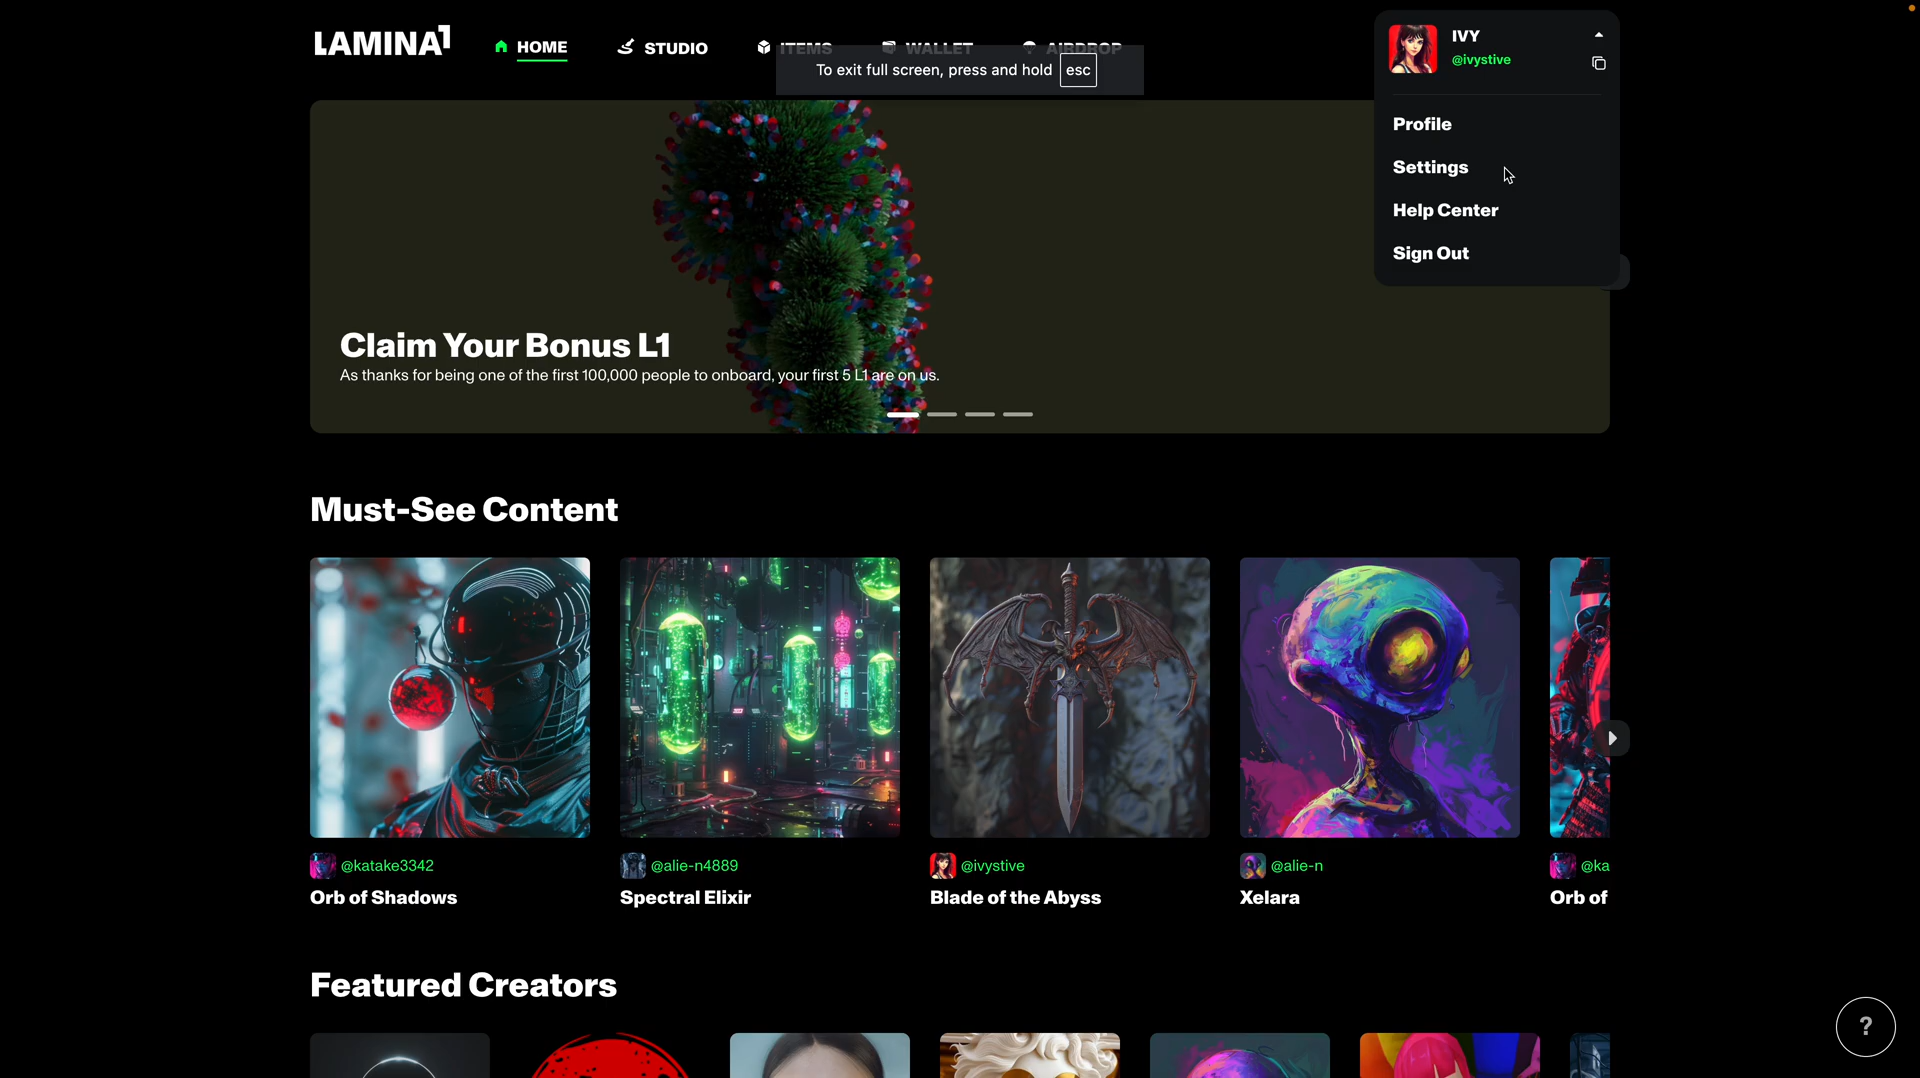 LAMINA1
HOME
STUDIO
ITEMS
WALLET
AIRDROP
To exit full screen, press and hold esc
IVY
@ivystive
Profile
Settings
Help Center
Sign Out
Claim Your Bonus L1
As thanks for being one of the first 100,000 people to onboard, your first 5 L1 are on us.
Must-See Content
@katake3342
Orb of Shadows
@alie-n4889
Spectral Elixir
@ivystive
Blade of the Abyss
@alie-n
Xelara
@ka
Orb of
Featured Creators
?